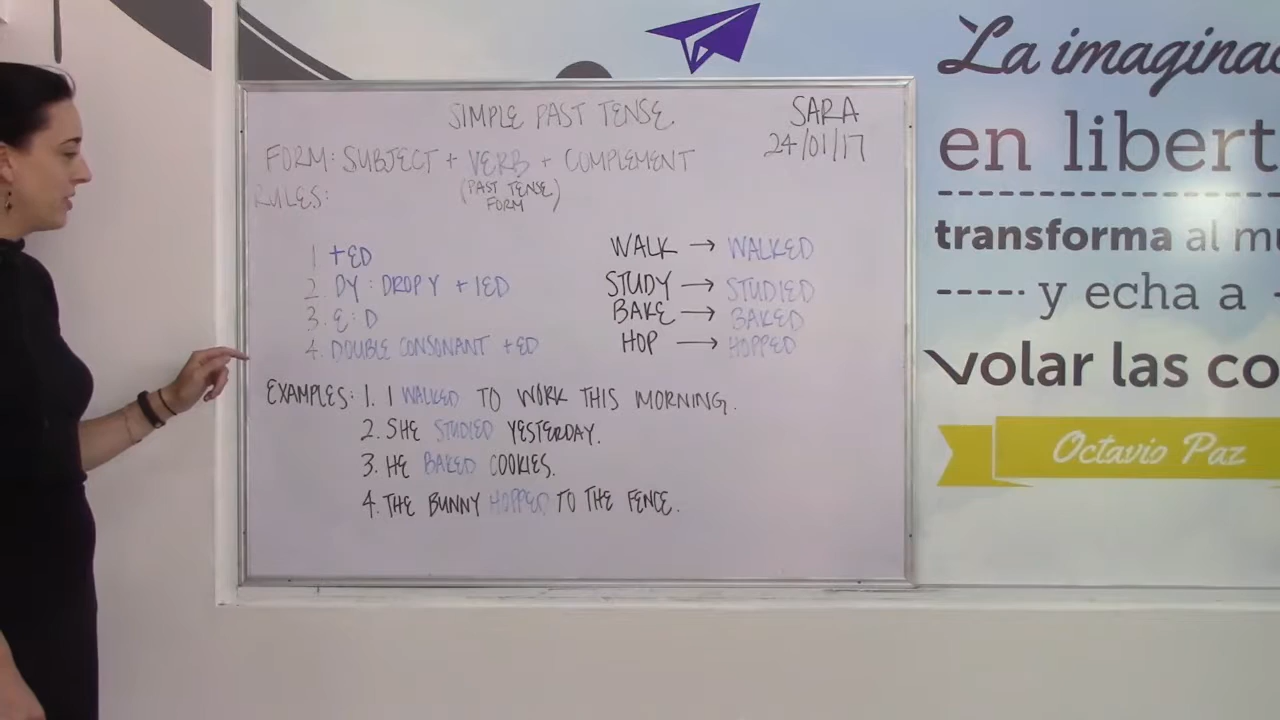 SIMPLE PAST TENSE
SARA
24/01/17
FORM: SUBJECT + VERB + COMPLEMENT
(PAST TENSE
FORM)
RULES:
1 +ED
2. DY: DROP Y + IED
3. E: D
4. DOUBLE CONSONANT +ED
WALK → WALKED
STUDY → STUDIED
BAKE → BAKED
HOP → HOPPED
EXAMPLES: 1. I WALKED TO WORK THIS MORNING.
2. SHE STUDIED YESTERDAY.
3. HE BAKED COOKIES.
4. THE BUNNY HOPPED TO THE FENCE.
La imaginac
en libert
transforma al mu
y echa a
volar las co
Octavio Paz